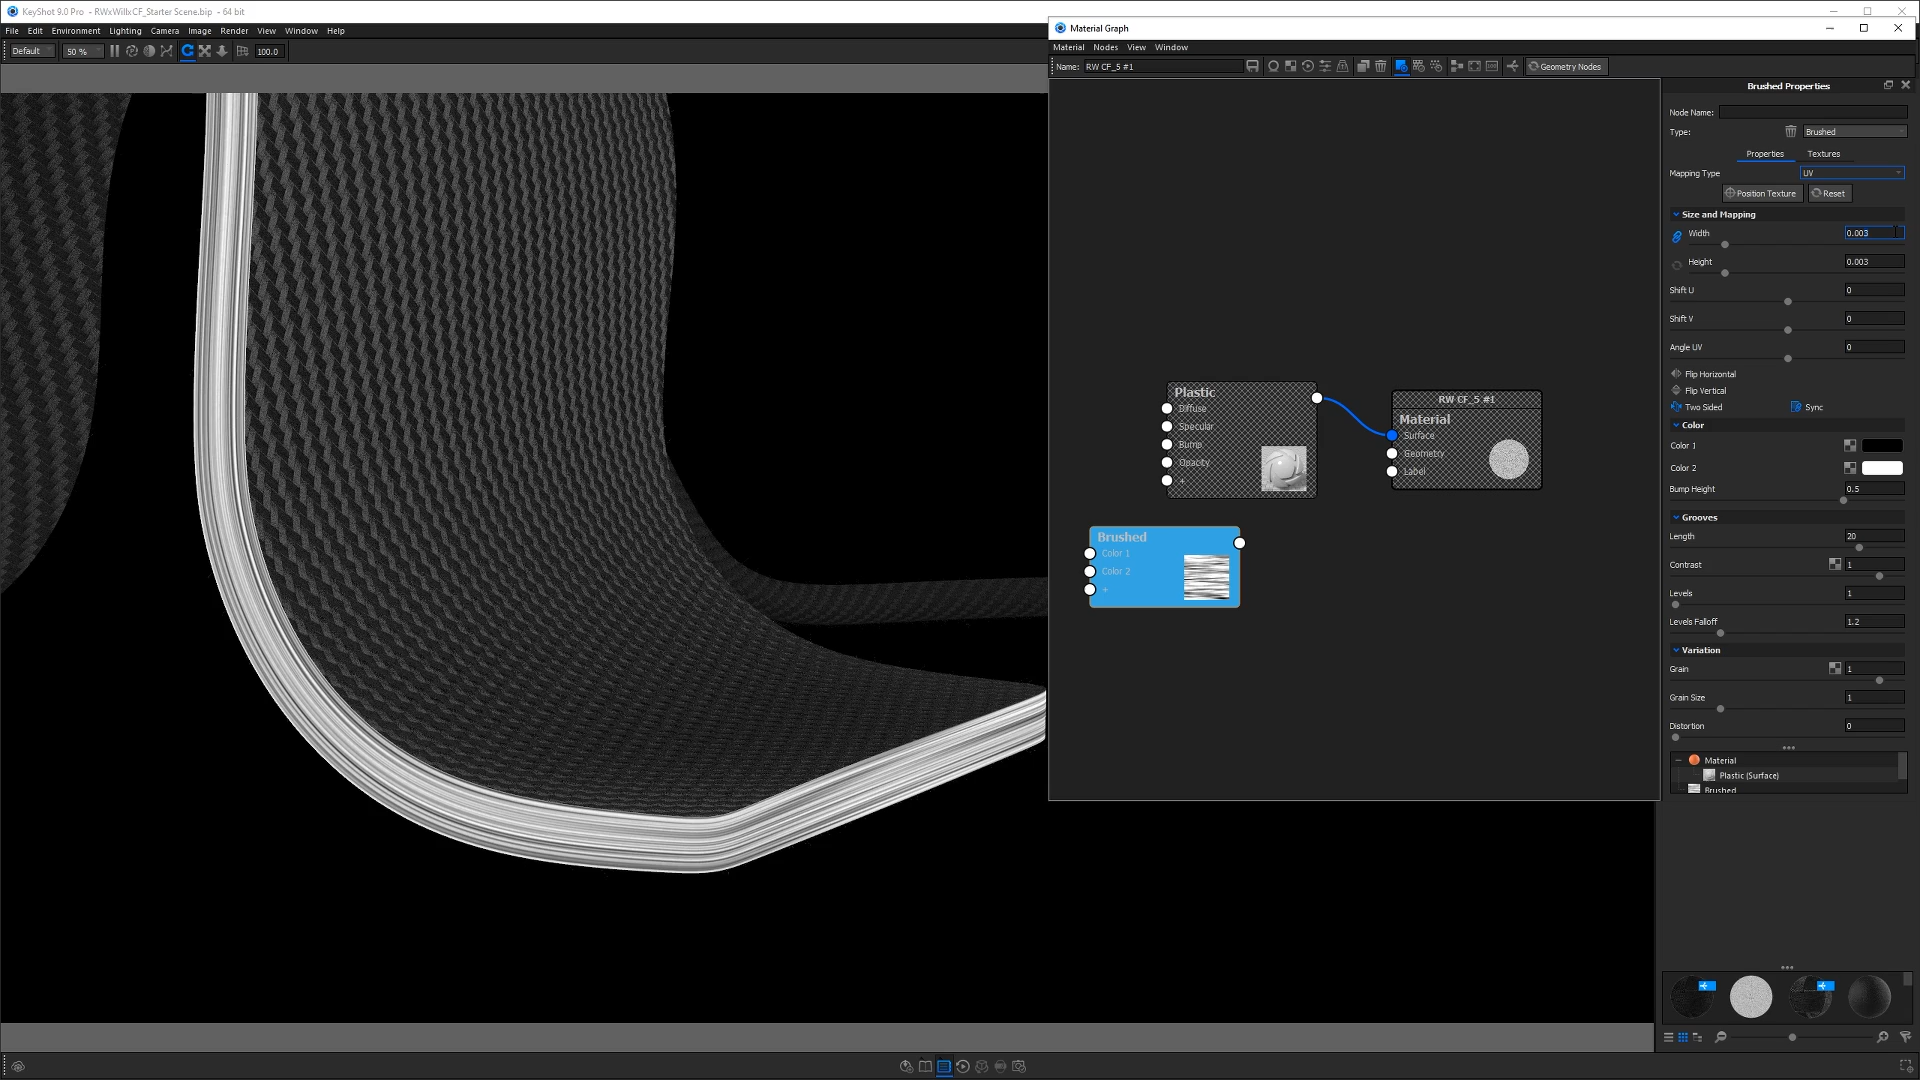 KeyShot 9.0 Pro - RWxWillxCF_Starter Scene.bip - 64 bit
File Edit Environment Lighting Camera Image Render View Window Help
Default 50 % 100.0
Material Graph
Material Nodes View Window
Name: RW CF_5 #1 Geometry Nodes
Brushed Properties
Node Name:
Type: Brushed
Properties Textures
Mapping Type UV
Position Texture Reset
Size and Mapping
Width 0.003
Height 0.003
Shift U 0
Shift V 0
Angle UV 0
Flip Horizontal
Flip Vertical
Two Sided Sync
Color
Color 1
Color 2
Bump Height 0.5
Grooves
Length 20
Contrast 1
Levels 1
Levels Falloff 1.2
Variation
Grain 1
Grain Size 1
Distortion 0
Material
Plastic (Surface)
Brushed
Plastic
Diffuse
Specular
Bump
Opacity
+
RW CF_5 #1
Material
Surface
Geometry
Label
Brushed
Color 1
Color 2
+